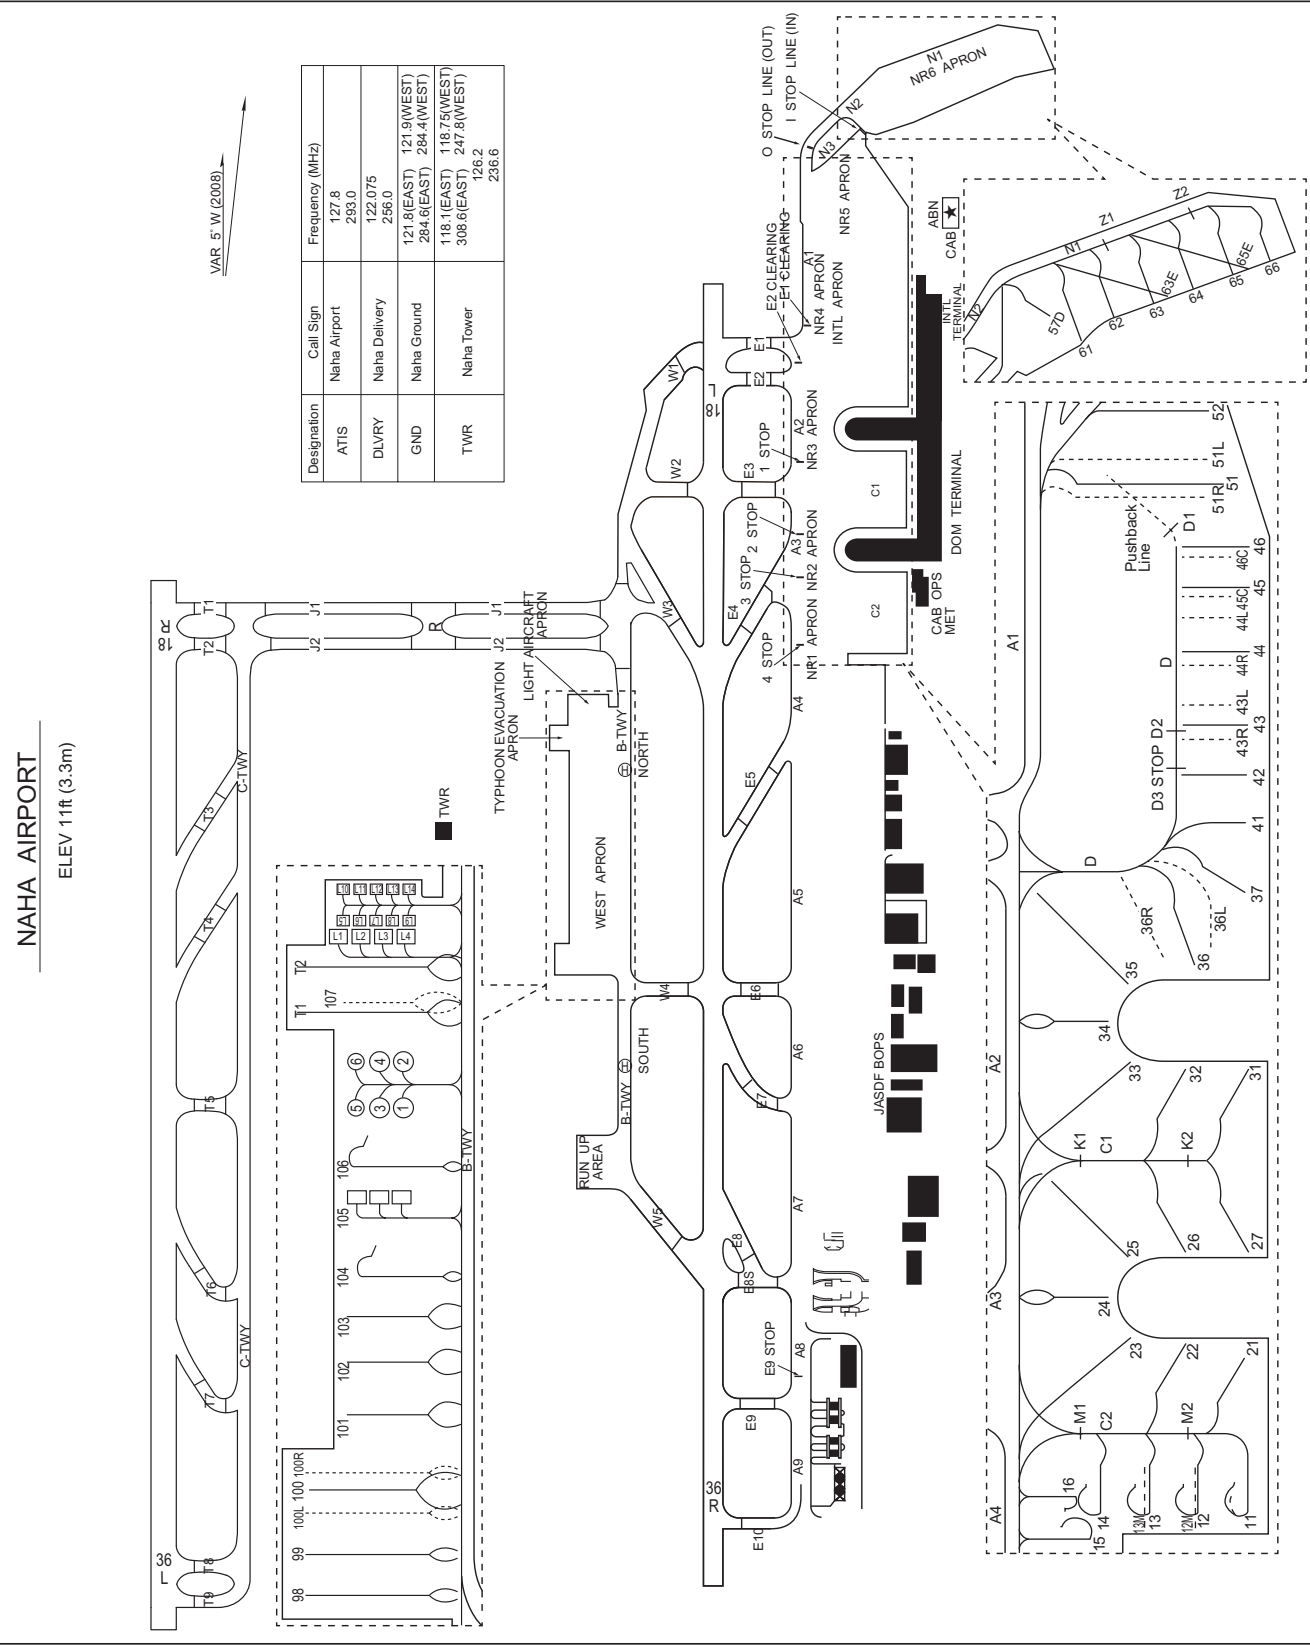 NAHA AIRPORT
ELEV 11ft (3.3m)
VAR 5° W (2008)
Designation Call Sign Frequency (MHz)
ATIS Naha Airport 127.8
293.0
DLVRY Naha Delivery 122.075
256.0
GND Naha Ground 121.8(EAST) 121.9(WEST)
284.6(EAST) 284.4(WEST)
TWR Naha Tower 118.1(EAST) 118.75(WEST)
308.6(EAST) 247.8(WEST)
126.2
236.6
36
L
T9
T8
T7
T6
T5
T4
T3
T2
T1
18
R
C-TWY
C-TWY
J1
J2
R
J1
J2
TWR
98
99
100L
100
100R
101
102
103
104
105
106
107
T1
T2
1
2
3
4
5
6
L1
L2
L3
L4
L10
L11
L12
L13
L14
B-TWY
TYPHOON EVACUATION
APRON
LIGHT AIRCRAFT
APRON
WEST APRON
RUN UP
AREA
B-TWY
H
SOUTH
B-TWY
H
NORTH
W5
W4
W3
W2
W1
36
R
18
L
E10
E9
E8S
E8
E7
E6
E5
E4
E3
E2
E1
A9
A8
A7
A6
A5
A4
A3
A2
A1
E9 STOP
4 STOP
3 STOP
2 STOP
1 STOP
E2 CLEARING
E1 CLEARING
O STOP LINE (OUT)
I STOP LINE (IN)
NR1 APRON
NR2 APRON
NR3 APRON
NR4 APRON
INTL APRON
NR5 APRON
N3
N2
N1
NR6 APRON
C2
C1
JASDF BOPS
CAB OPS
MET
DOM TERMINAL
INTL
TERMINAL
CAB
ABN
N2
N1
Z1
Z2
57D
61
62
63
63E
64
65
65E
66
A4
A3
A2
A1
15
16
14
13M
13
12M
12
11
M1
C2
M2
23
22
21
24
25
26
27
K1
C1
K2
33
32
31
34
35
36R
36
36L
37
D
41
42
D3 STOP D2
43R
43
43L
44R
44
D
44L
45C
45
46C
46
D1
Pushback
Line
51R
51
51L
52